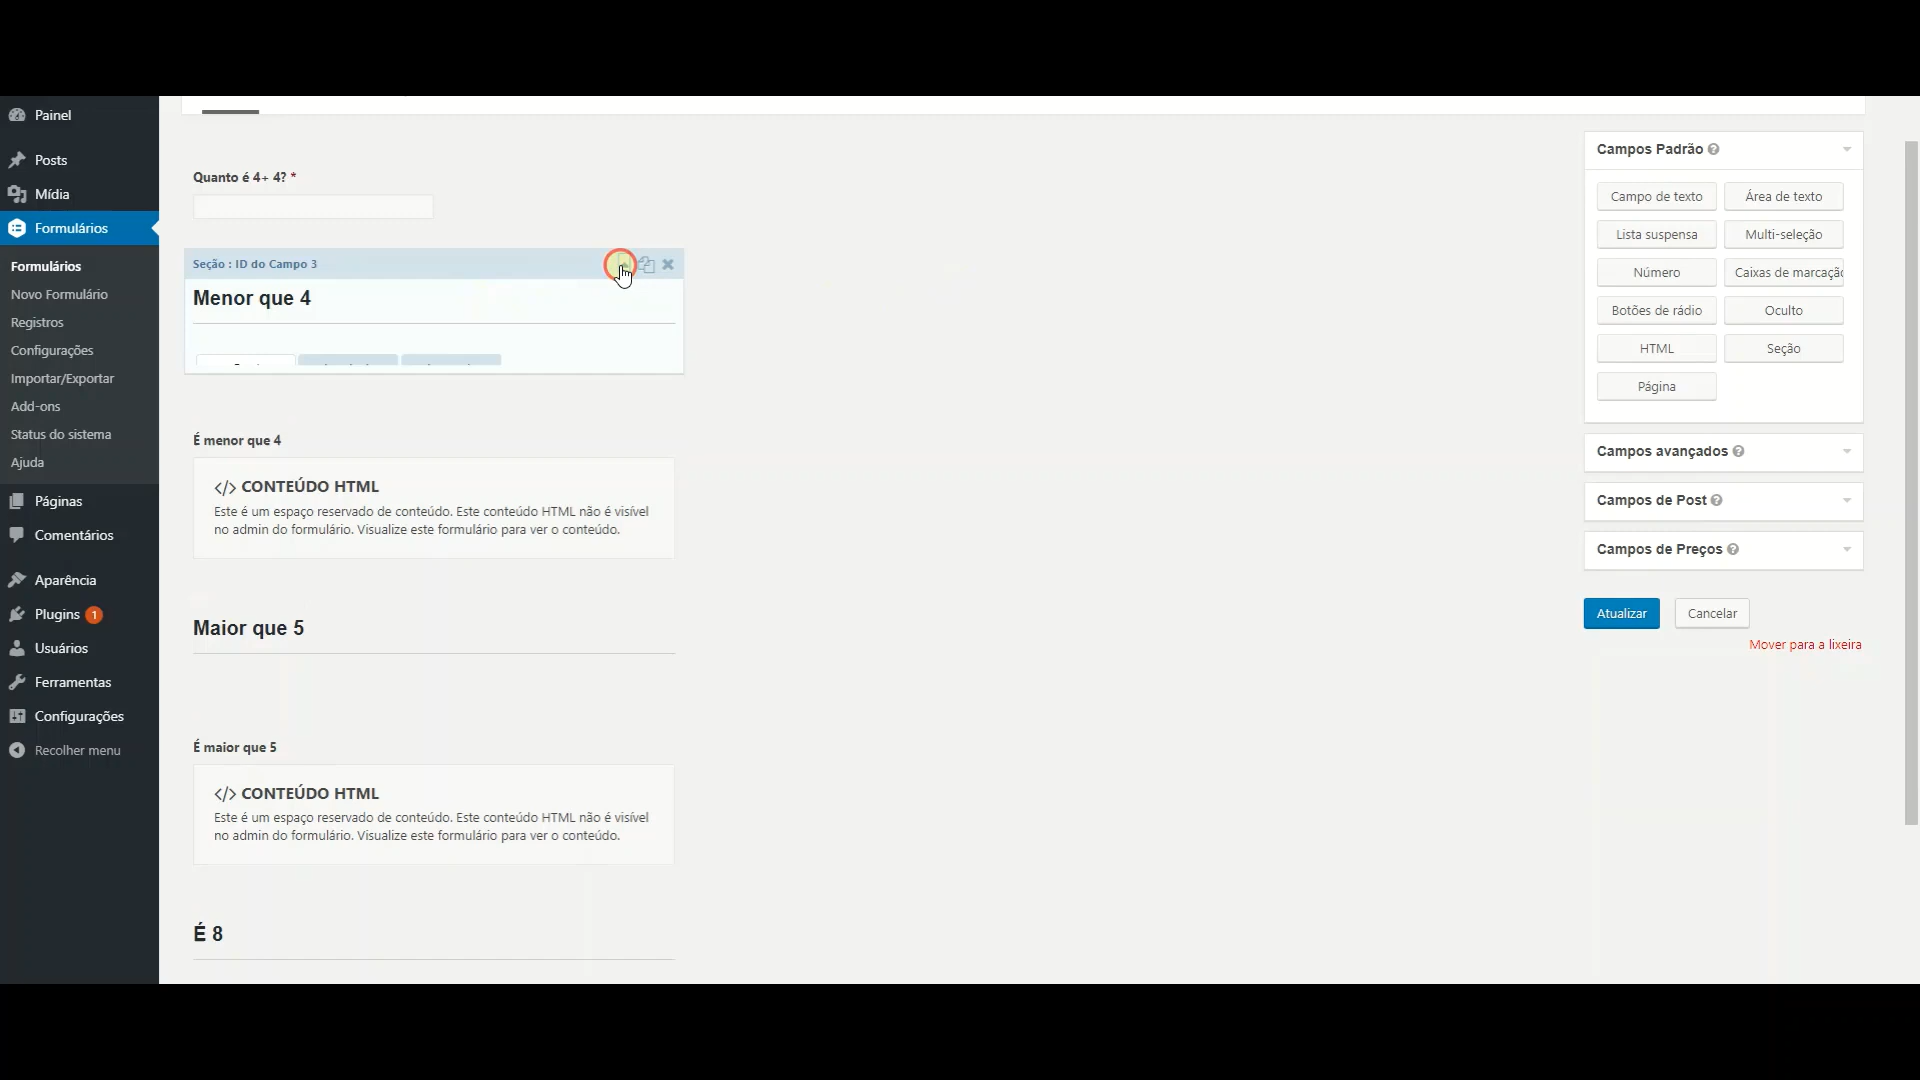 Painel
Posts
Mídia
Formulários
Formulários
Novo Formulário
Registros
Configurações
Importar/Exportar
Add-ons
Status do sistema
Ajuda
Páginas
Comentários
Aparência
Plugins 1
Usuários
Ferramentas
Configurações
Recolher menu
Quanto é 4+ 4? *
Seção : ID do Campo 3
Menor que 4
É menor que 4
</> CONTEÚDO HTML
Este é um espaço reservado de conteúdo. Este conteúdo HTML não é visível
no admin do formulário. Visualize este formulário para ver o conteúdo.
Maior que 5
É maior que 5
</> CONTEÚDO HTML
Este é um espaço reservado de conteúdo. Este conteúdo HTML não é visível
no admin do formulário. Visualize este formulário para ver o conteúdo.
É 8
Campos Padrão ?
Campo de texto Área de texto
Lista suspensa Multi-seleção
Número Caixas de marcação
Botões de rádio Oculto
HTML Seção
Página
Campos avançados ?
Campos de Post ?
Campos de Preços ?
Atualizar Cancelar
Mover para a lixeira